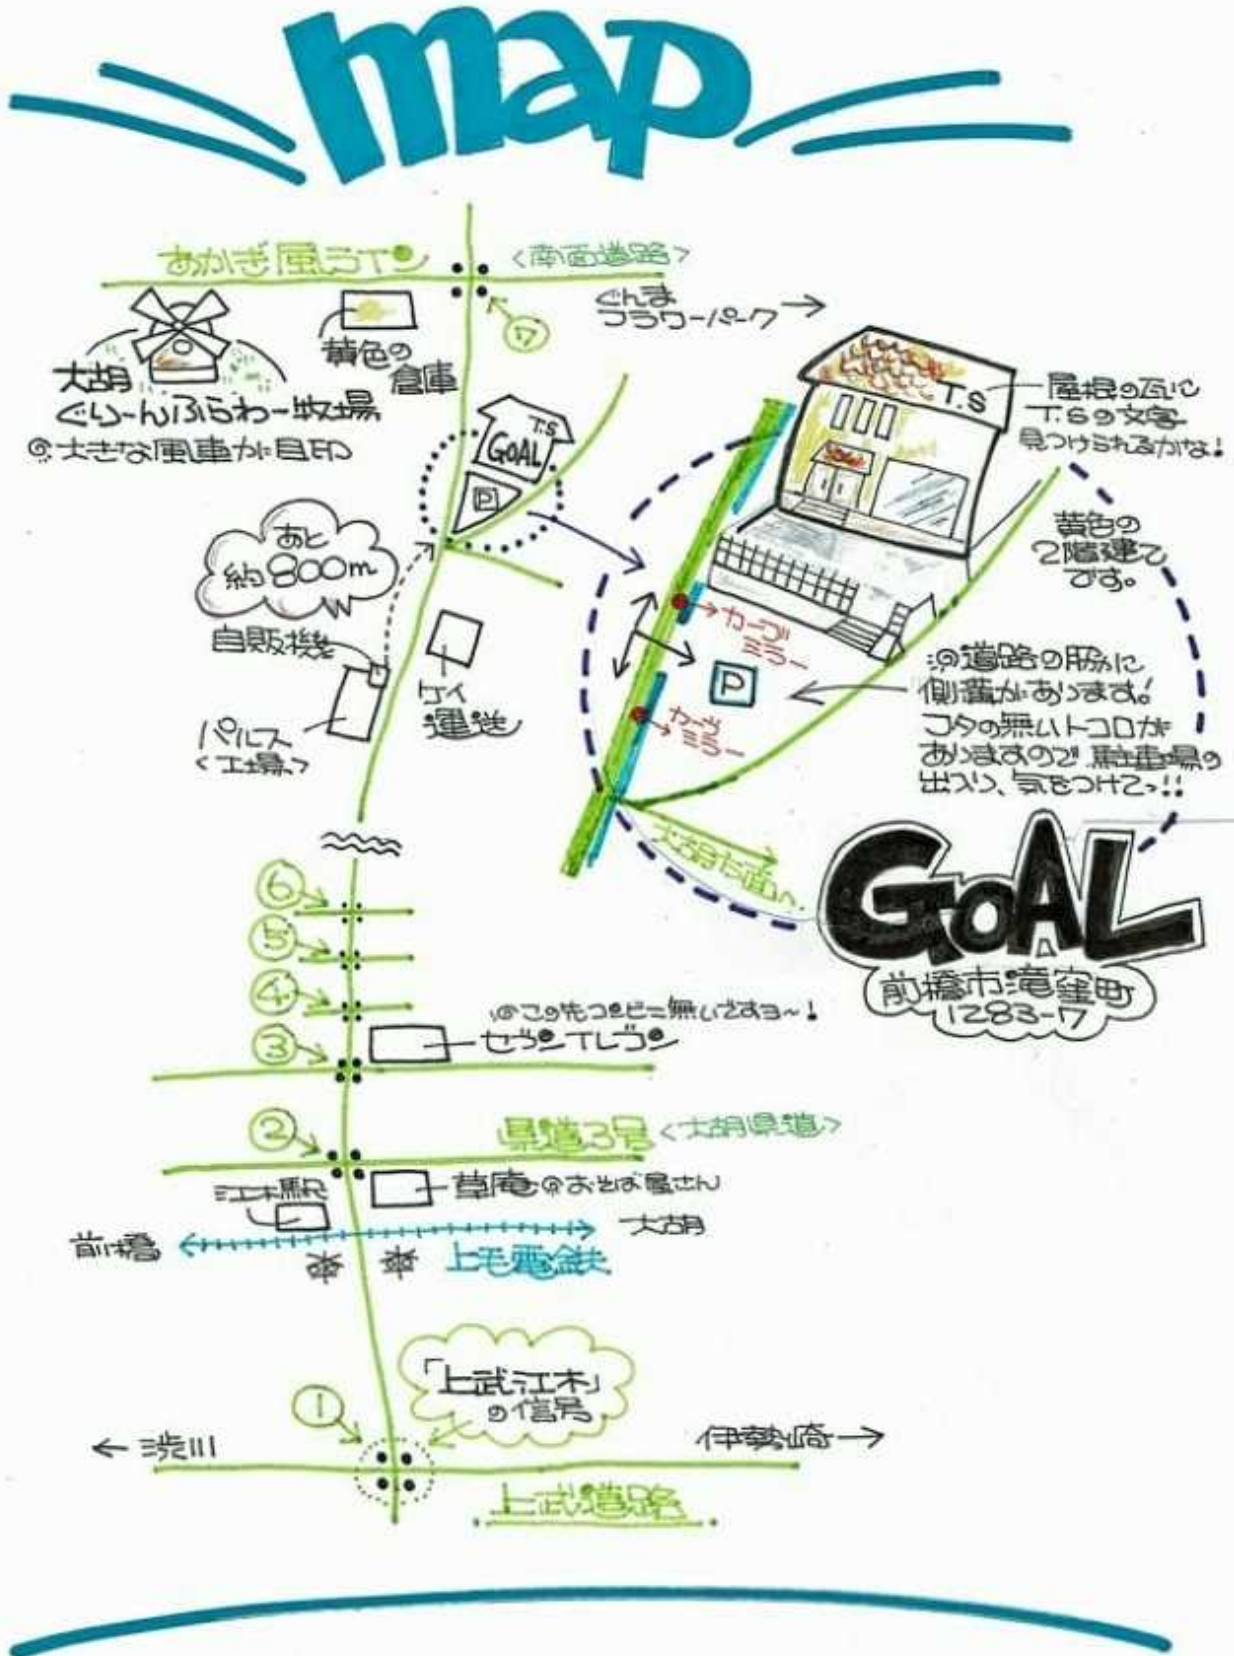 map
あかぎ風ライン
<南面道路>
ぐんま
フラワーパーク →
⑦
黄色の
倉庫
大胡
ぐりーんふらわー牧場
◎大きな風車が目印
T.S
GOAL
P
T.S
屋根の瓦に
T.Sの文字
見つけられるかな!
黄色の
2階建て
です。
あと
約800m
自販機
パルス
<工場>
ケイ
運送
カーブ
ミラー
P
カーブ
ミラー
◎道路の脇に
側溝があります!
フタの無いトコロが
ありますので、駐車場の
出入り、気をつけてっ!!
大胡方面へ
GOAL
前橋市滝窪町
1283-7
⑥
⑤
④
③
◎この先コンビニ無いですヨ~!
セブンイレブン
②
県道3号 <大胡県道>
江木駅
草庵◎おそば屋さん
前橋
大胡
上毛電鉄
「上武江木」
の信号
①
← 渋川
伊勢崎 →
上武道路